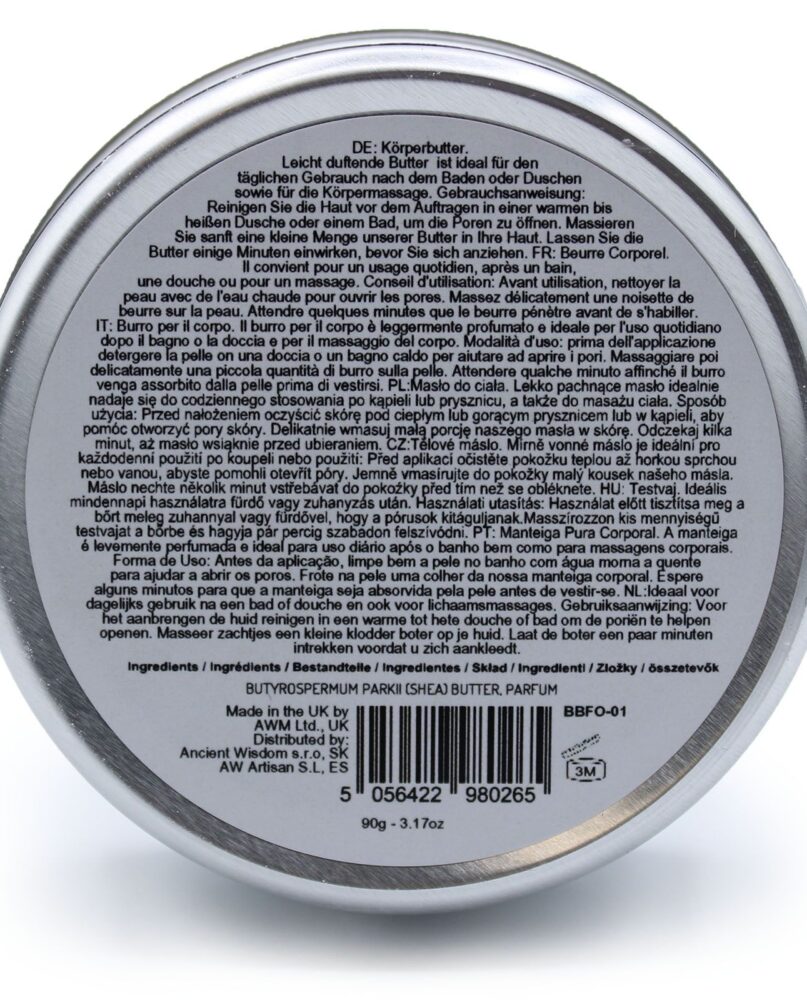 DE: Körperbutter.
Leicht duftende Butter ist ideal für den
täglichen Gebrauch nach dem Baden oder Duschen
sowie für die Körpermassage. Gebrauchsanweisung:
Reinigen Sie die Haut vor dem Auftragen in einer warmen bis
heißen Dusche oder einem Bad, um die Poren zu öffnen. Massieren
Sie sanft eine kleine Menge unserer Butter in Ihre Haut. Lassen Sie die
Butter einige Minuten einwirken, bevor Sie sich anziehen. FR: Beurre Corporel.
Il convient pour un usage quotidien, après un bain,
une douche ou pour un massage. Conseil d'utilisation: Avant utilisation, nettoyer la
peau avec de l'eau chaude pour ouvrir les pores. Massez délicatement une noisette de
beurre sur la peau. Attendre quelques minutes que le beurre pénètre avant de s'habiller.
IT: Burro per il corpo. Il burro per il corpo è leggermente profumato e ideale per l'uso quotidiano
dopo il bagno o la doccia e per il massaggio del corpo. Modalità d'uso: prima dell'applicazione
detergere la pelle on una doccia o un bagno caldo per aiutare ad aprire i pori. Massaggiare poi
delicatamente una piccola quantità di burro sulla pelle. Attendere qualche minuto affinché il burro
venga assorbito dalla pelle prima di vestirsi. PL:Masło do ciała. Lekko pachnące masło idealnie
nadaje się do codziennego stosowania po kąpieli lub prysznicu, a także do masażu ciała. Sposób
użycia: Przed nałożeniem oczyścić skórę pod ciepłym lub gorącym prysznicem lub w kąpieli, aby
pomóc otworzyć pory skóry. Delikatnie wmasuj małą porcję naszego masła w skórę. Odczekaj kilka
minut, aż masło wsiąknie przed ubieraniem. CZ:Tělové máslo. Mírně vonné máslo je ideální pro
každodenní použití po koupeli nebo použití: Před aplikací očistěte pokožku teplou až horkou sprchou
nebo vanou, abyste pomohli otevřít póry. Jemně vmasírujte do pokožky malý kousek našeho másla.
Máslo nechte několik minut vstřebávat do pokožky před tím než se obléknete. HU: Testvaj. Ideális
mindennapi használatra fürdő vagy zuhanyzás után. Használati utasítás: Használat előtt tisztítsa meg a
bőrt meleg zuhannyal vagy fürdővel, hogy a pórusok kitáguljanak.Masszírozzon kis mennyiségű
testvajat a bőrbe és hagyja pár percig szabadon felszívódni. PT: Manteiga Pura Corporal. A manteiga
é levemente perfumada e ideal para uso diário após o banho bem como para massagens corporais.
Forma de Uso: Antes da aplicação, limpe bem a pele no banho com água morna a quente
para ajudar a abrir os poros. Frote na pele uma colher da nossa manteiga corporal. Espere
alguns minutos para que a manteiga seja absorvida pela pele antes de vestir-se. NL:Ideaal voor
dagelijks gebruik na een bad of douche en ook voor lichaamsmassages. Gebruiksaanwijzing: Voor
het aanbrengen de huid reinigen in een warme tot hete douche of bad om de poriën te helpen
openen. Masseer zachtjes een kleine klodder boter op je huid. Laat de boter een paar minuten
intrekken voordat u zich aankleedt.
Ingredients / Ingrédients / Bestandteile / Ingredientes / Skład / Ingredienti / Zložky / összetevők
BUTYROSPERMUM PARKII (SHEA) BUTTER, PARFUM
Made in the UK by
AWM Ltd., UK
Distributed by:
Ancient Wisdom s.r.o, SK
AW Artisan S.L, ES
BBFO-01
3M
5 056422 980265
90g - 3.17oz